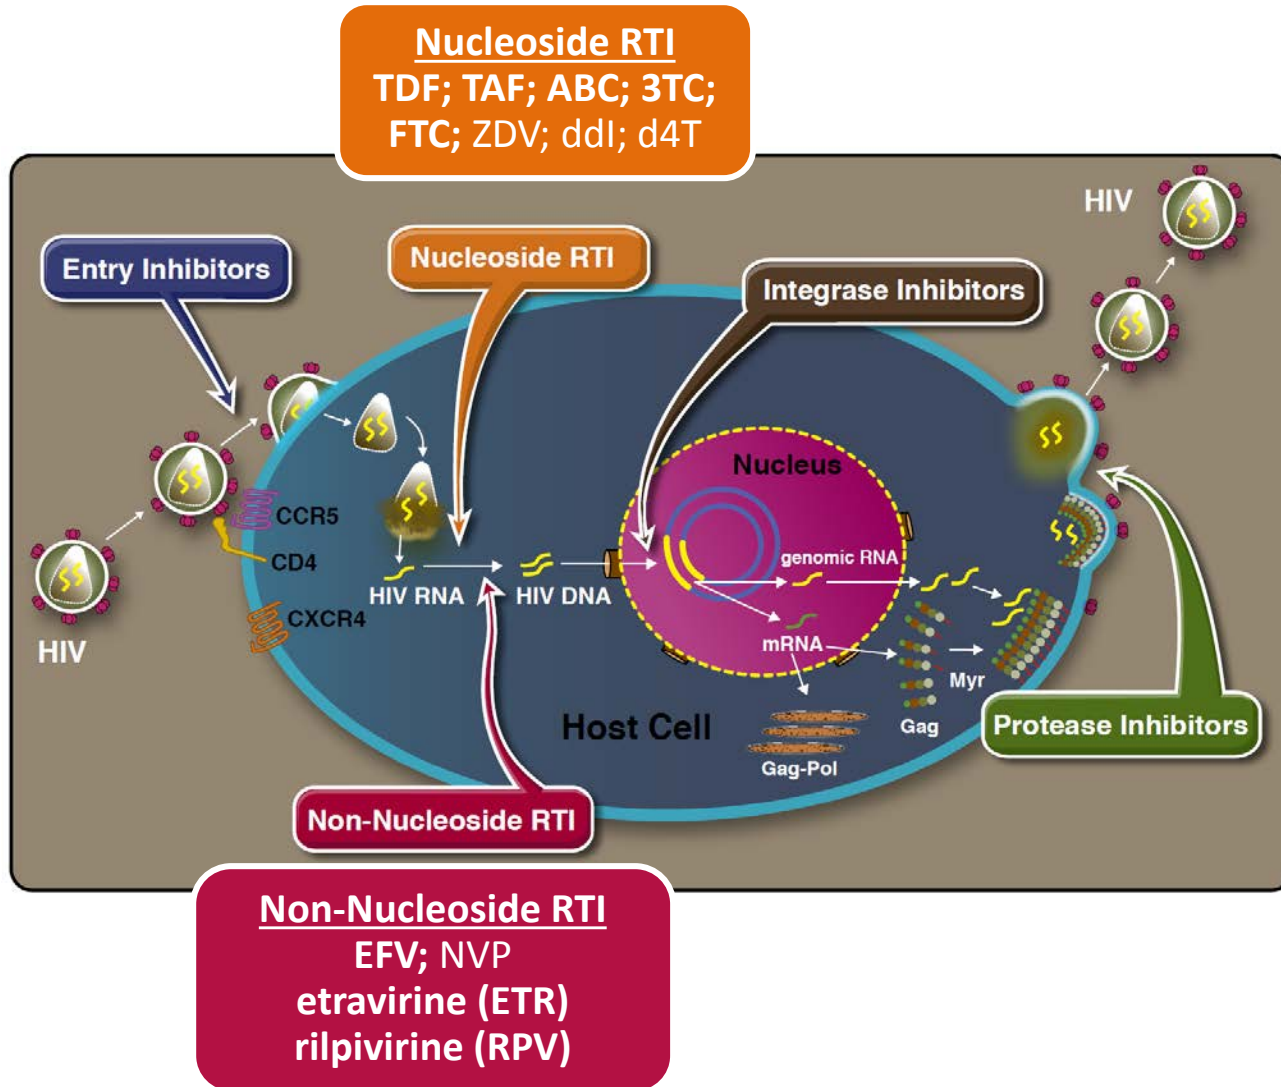 Nucleoside RTI
TDF; TAF; ABC; 3TC;
FTC; ZDV; ddI; d4T
HIV
Entry Inhibitors
Nucleoside RTI
Integrase Inhibitors
Nucleus
CCR5
CD4
genomic RNA
HIV RNA
HIV DNA
CXCR4
HIV
mRNA
Myr
Host Cell
Gag
Protease Inhibitors
Gag-Pol
Non-Nucleoside RTI
Non-Nucleoside RTI
EFV; NVP
etravirine (ETR)
rilpivirine (RPV)